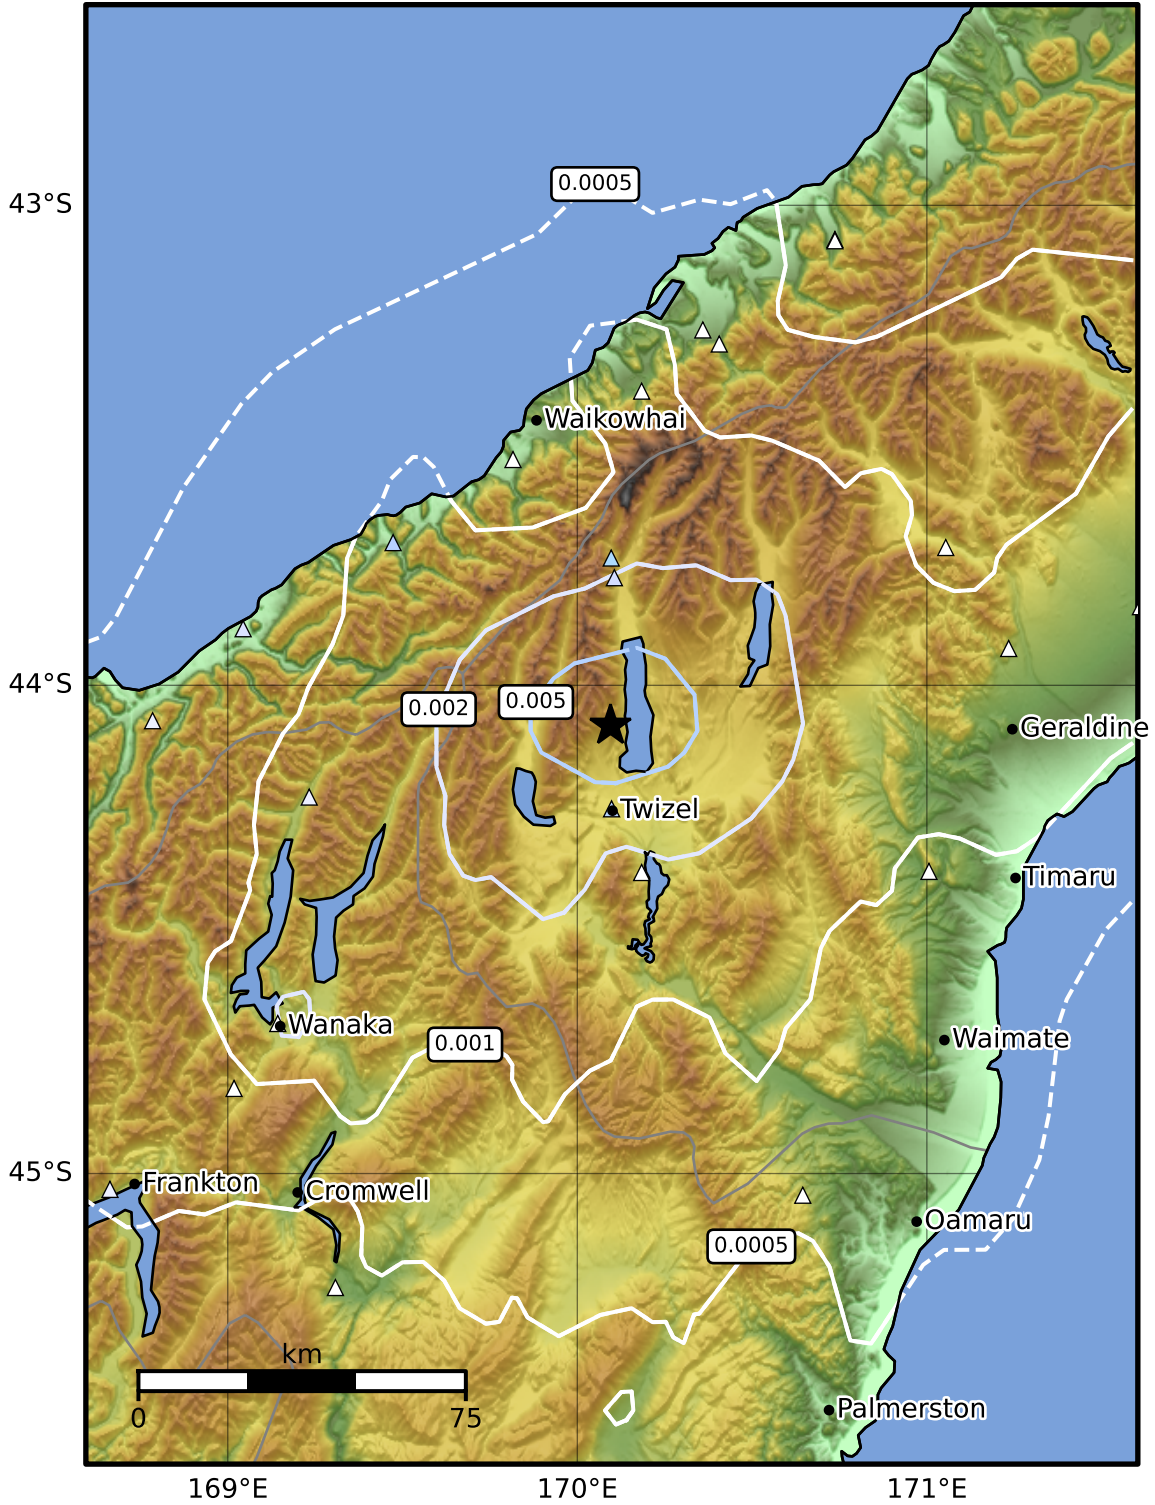 0.0005
43°S
Waikowhai
44°S
0.002
0.005
Geraldine
Twizel
Timaru
Wanaka
0.001
Waimate
45°S
Frankton
Cromwell
Oamaru
0.0005
km
0
75
Palmerston
169°E
170°E
171°E